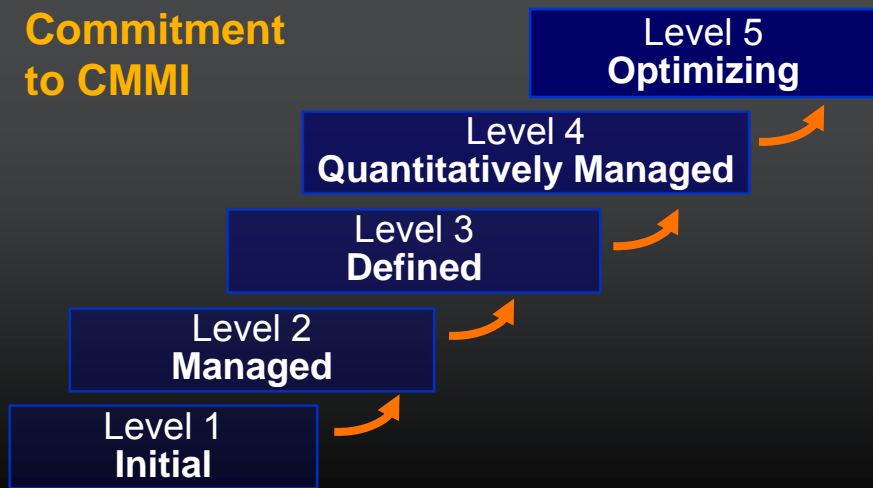 Commitment
to CMMI
Level 5
Optimizing
Level 4
Quantitatively Managed
Level 3
Defined
Level 2
Managed
Level 1
Initial